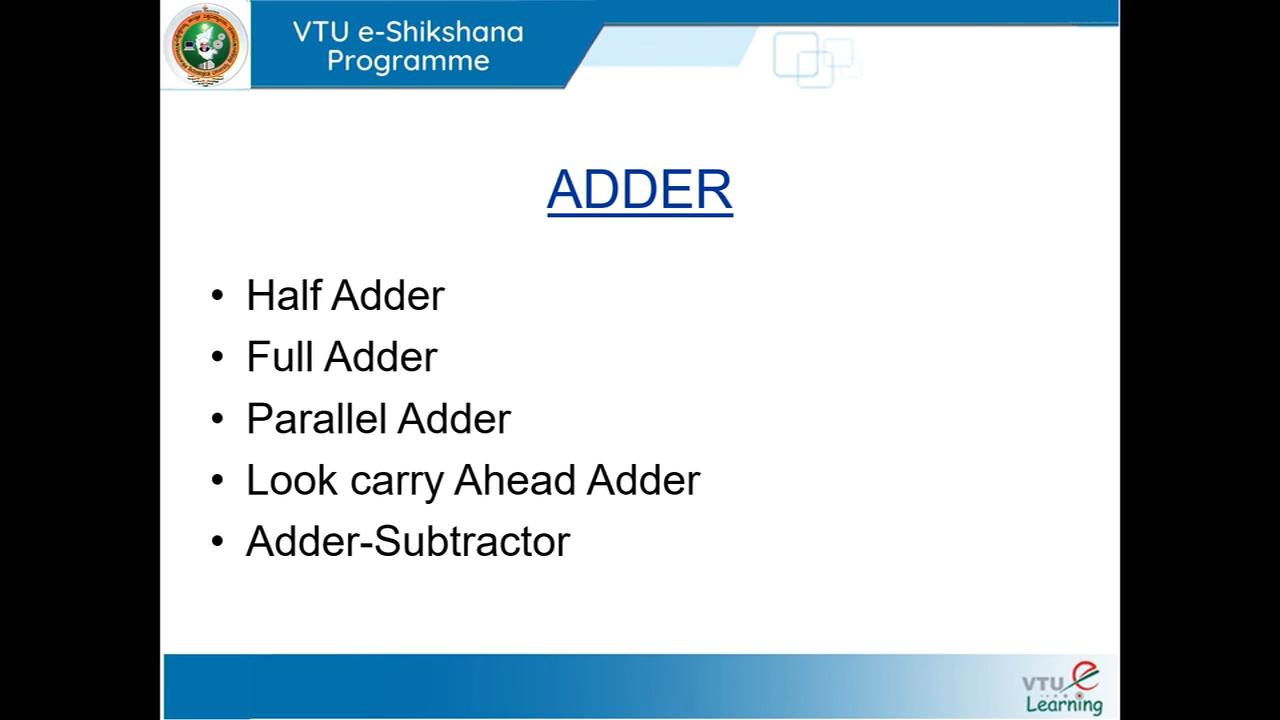 VTU e-Shikshana
Programme
ADDER
• Half Adder
• Full Adder
• Parallel Adder
• Look carry Ahead Adder
• Adder-Subtractor
VTU e
Learning